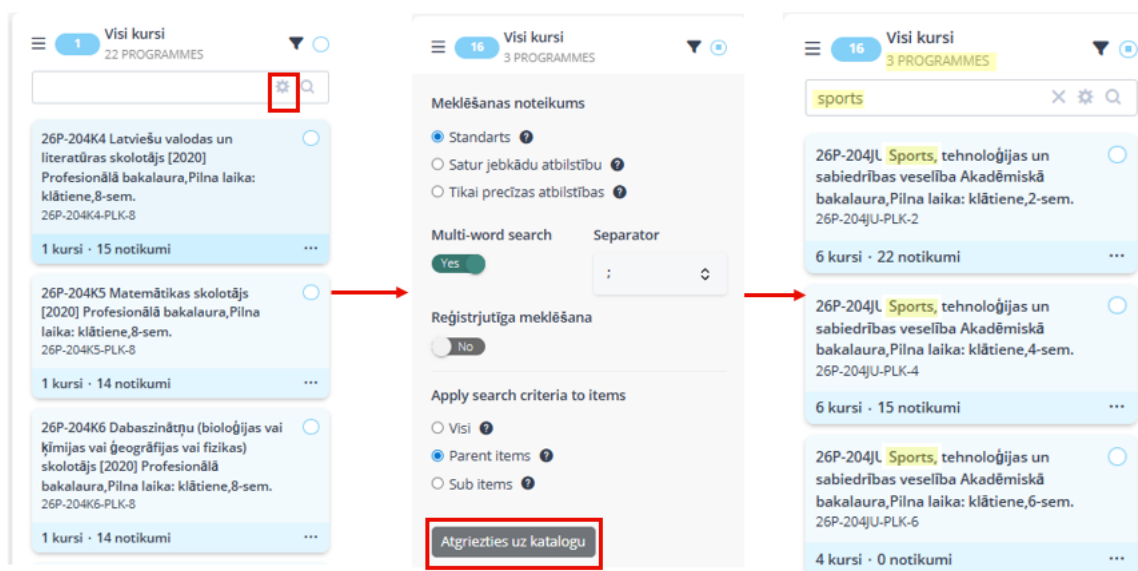 1
Visi kursi
22 PROGRAMMES
26P-204K4 Latviešu valodas un
literatūras skolotājs [2020]
Profesionālā bakalaura,Pilna laika:
klātiene,8-sem.
26P-204K4-PLK-8
1 kursi · 15 notikumi
...
26P-204K5 Matemātikas skolotājs
[2020] Profesionālā bakalaura,Pilna
laika: klātiene,8-sem.
26P-204K5-PLK-8
1 kursi · 14 notikumi
...
26P-204K6 Dabaszinātņu (bioloģijas vai
ķīmijas vai ģeogrāfijas vai fizikas)
skolotājs [2020] Profesionālā
bakalaura,Pilna laika: klātiene,8-sem.
26P-204K6-PLK-8
1 kursi · 14 notikumi
...
16
Visi kursi
3 PROGRAMMES
Meklēšanas noteikums
Standarts
Satur jebkādu atbilstību
Tikai precīzas atbilstības
Multi-word search
Separator
Yes
;
Reģistrjutīga meklēšana
No
Apply search criteria to items
Visi
Parent items
Sub items
Atgriezties uz katalogu
16
Visi kursi
3 PROGRAMMES
sports
26P-204JU Sports, tehnoloģijas un
sabiedrības veselība Akadēmiskā
bakalaura,Pilna laika: klātiene,2-sem.
26P-204JU-PLK-2
6 kursi · 22 notikumi
...
26P-204JU Sports, tehnoloģijas un
sabiedrības veselība Akadēmiskā
bakalaura,Pilna laika: klātiene,4-sem.
26P-204JU-PLK-4
6 kursi · 15 notikumi
...
26P-204JU Sports, tehnoloģijas un
sabiedrības veselība Akadēmiskā
bakalaura,Pilna laika: klātiene,6-sem.
26P-204JU-PLK-6
4 kursi · 0 notikumi
...